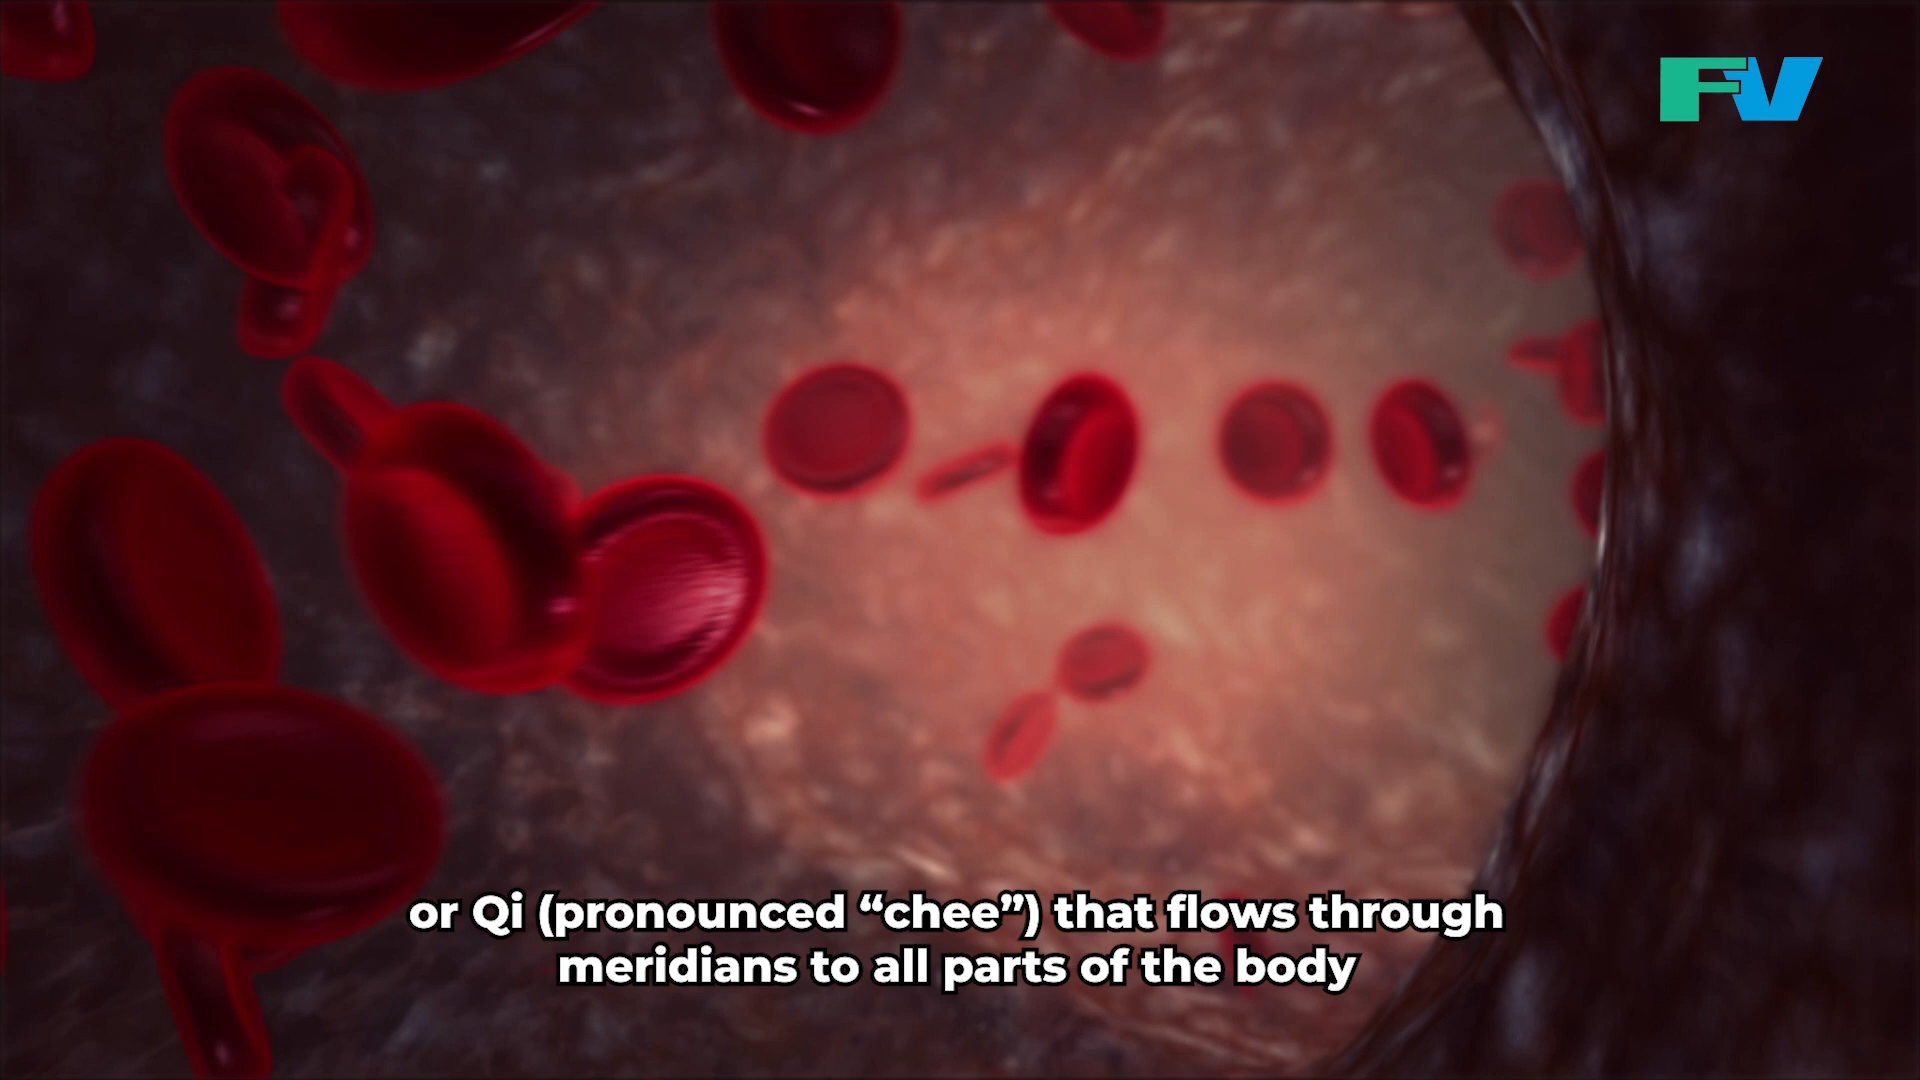 FV
or Qi (pronounced “chee”) that flows through
meridians to all parts of the body